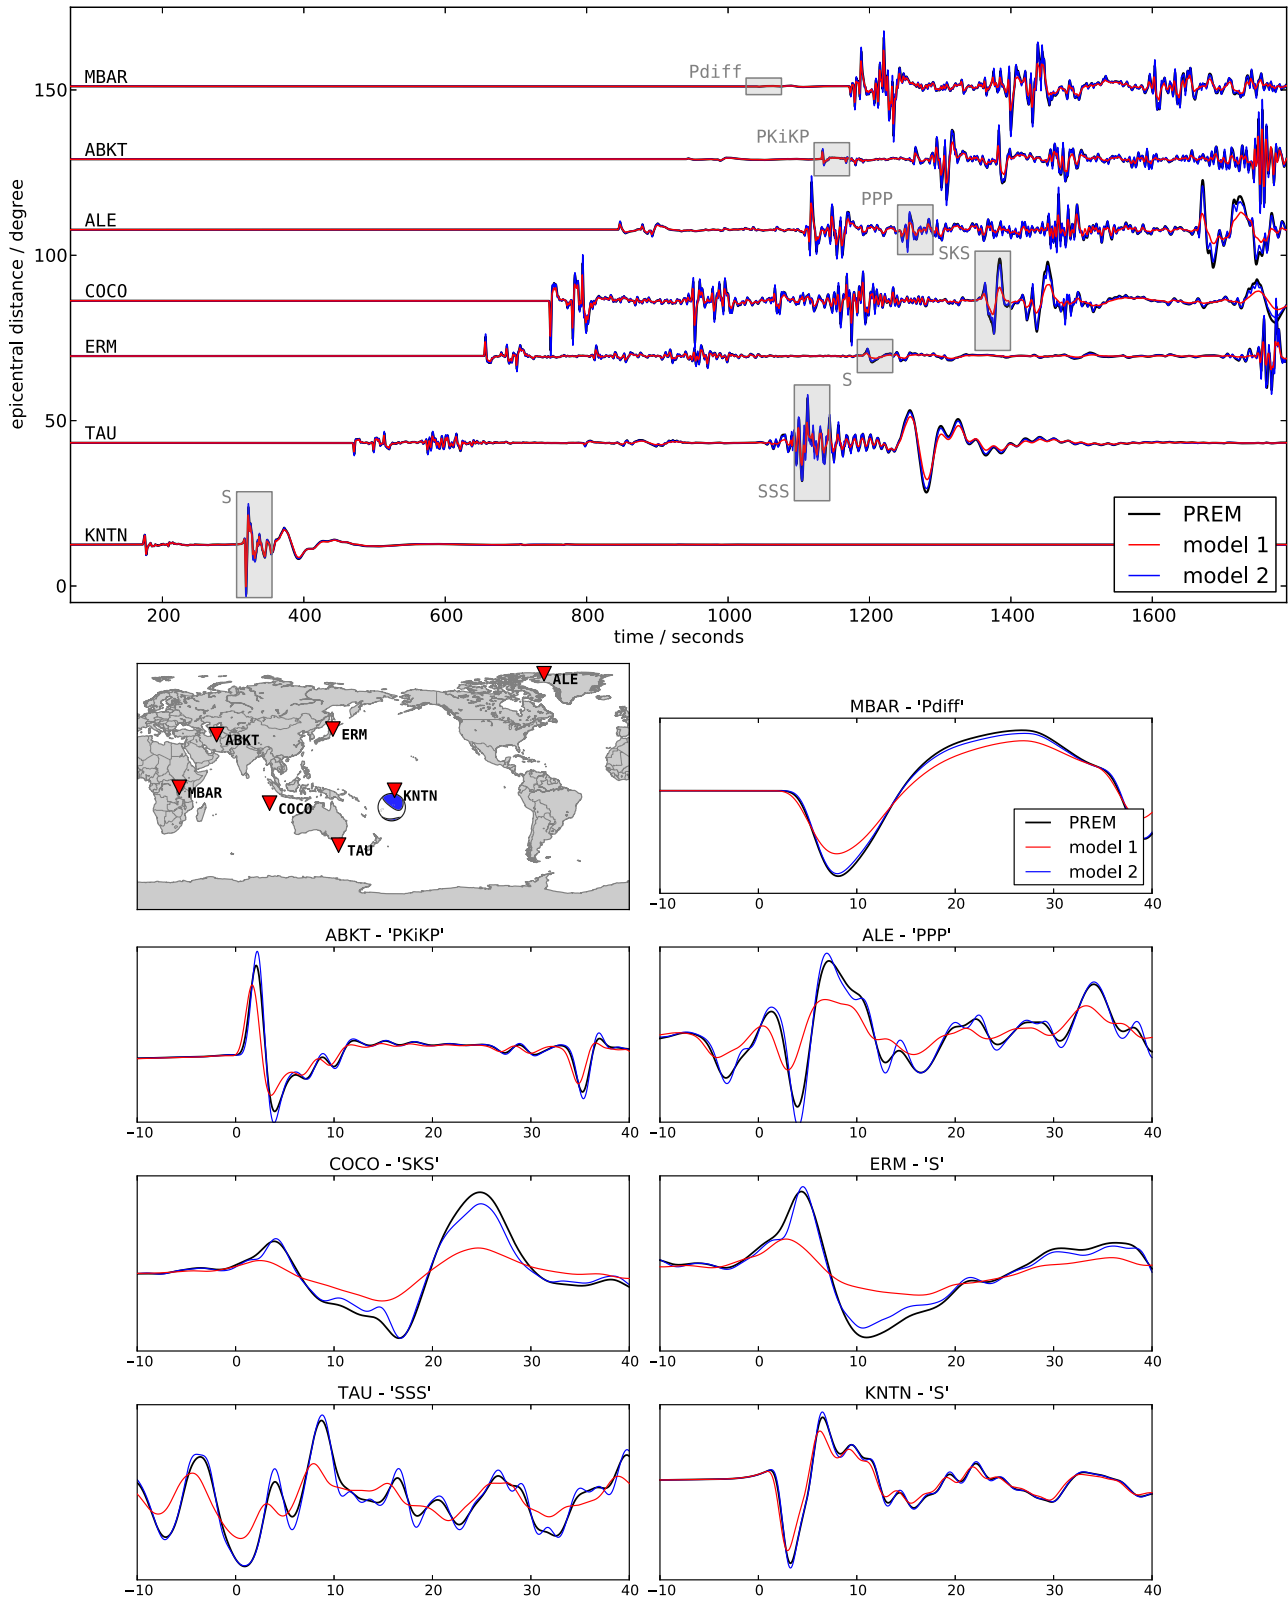 epicentral distance / degree
150
100
50
0
MBAR
Pdiff
ABKT
PKiKP
ALE
PPP
SKS
COCO
ERM
S
TAU
SSS
S
KNTN
PREM
model 1
model 2
200 400 600 800 1000 1200 1400 1600
time / seconds
ALE
ERM
ABKT
MBAR
KNTN
COCO
TAU
MBAR - 'Pdiff'
PREM
model 1
model 2
−10 0 10 20 30 40
ABKT - 'PKiKP'
−10 0 10 20 30 40
ALE - 'PPP'
−10 0 10 20 30 40
COCO - 'SKS'
−10 0 10 20 30 40
ERM - 'S'
−10 0 10 20 30 40
TAU - 'SSS'
−10 0 10 20 30 40
KNTN - 'S'
−10 0 10 20 30 40